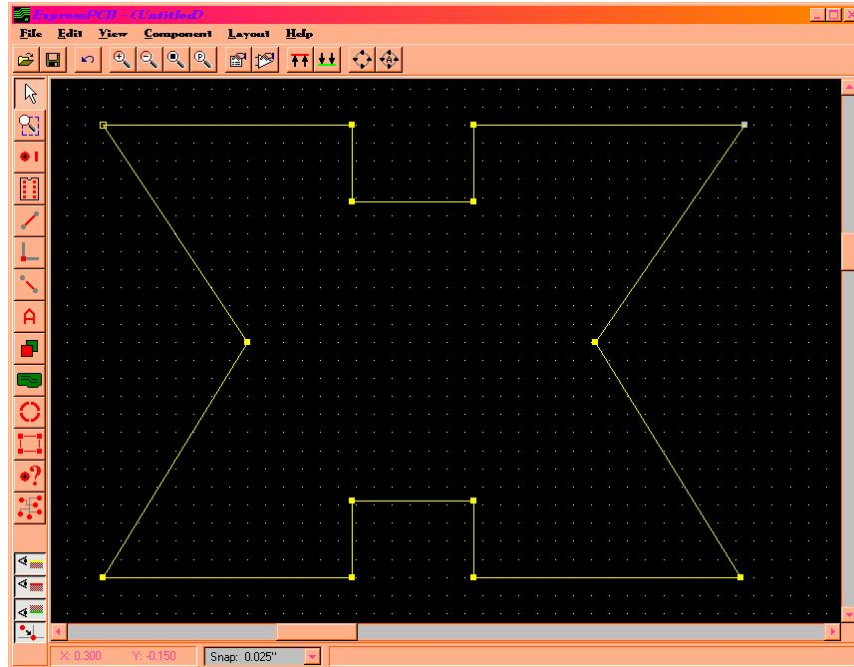 ExpressPCB - (Untitled)
File Edit View Component Layout Help
X: 0.300 Y: -0.150 Snap: 0.025"